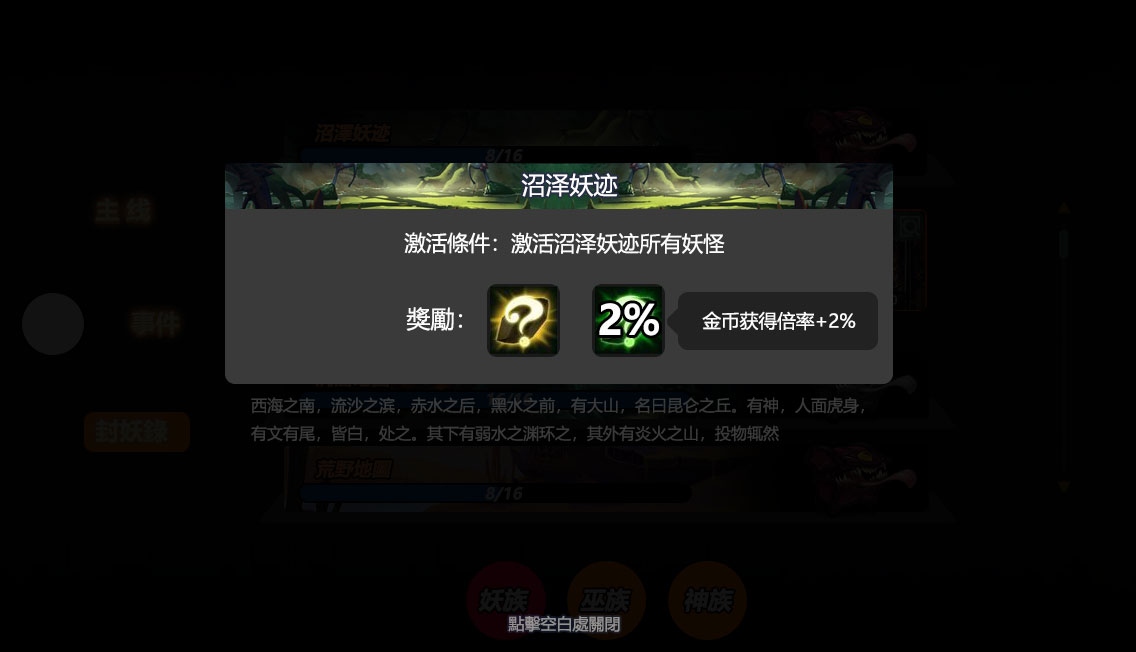 沼澤妖迹
8/16
沼泽妖迹
主线
激活條件：激活沼泽妖迹所有妖怪
事件
獎勵：
2%
金币获得倍率+2%
封妖錄
西海之南，流沙之滨，赤水之后，黑水之前，有大山，名曰昆仑之丘。有神，人面虎身，
有文有尾，皆白，处之。其下有弱水之渊环之，其外有炎火之山，投物辄然
荒野地圖
8/16
妖族
巫族
神族
點擊空白處關閉